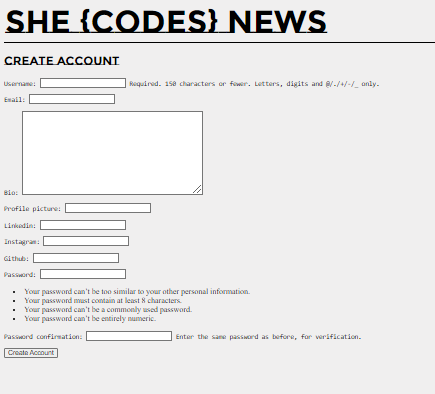 SHE {CODES} NEWS
CREATE ACCOUNT
Username: Required. 150 characters or fewer. Letters, digits and @/./+/-/_ only.
Email:
Bio:
Profile picture:
Linkedin:
Instagram:
Github:
Password:
Your password can't be too similar to your other personal information.
Your password must contain at least 8 characters.
Your password can't be a commonly used password.
Your password can't be entirely numeric.
Password confirmation: Enter the same password as before, for verification.
Create Account